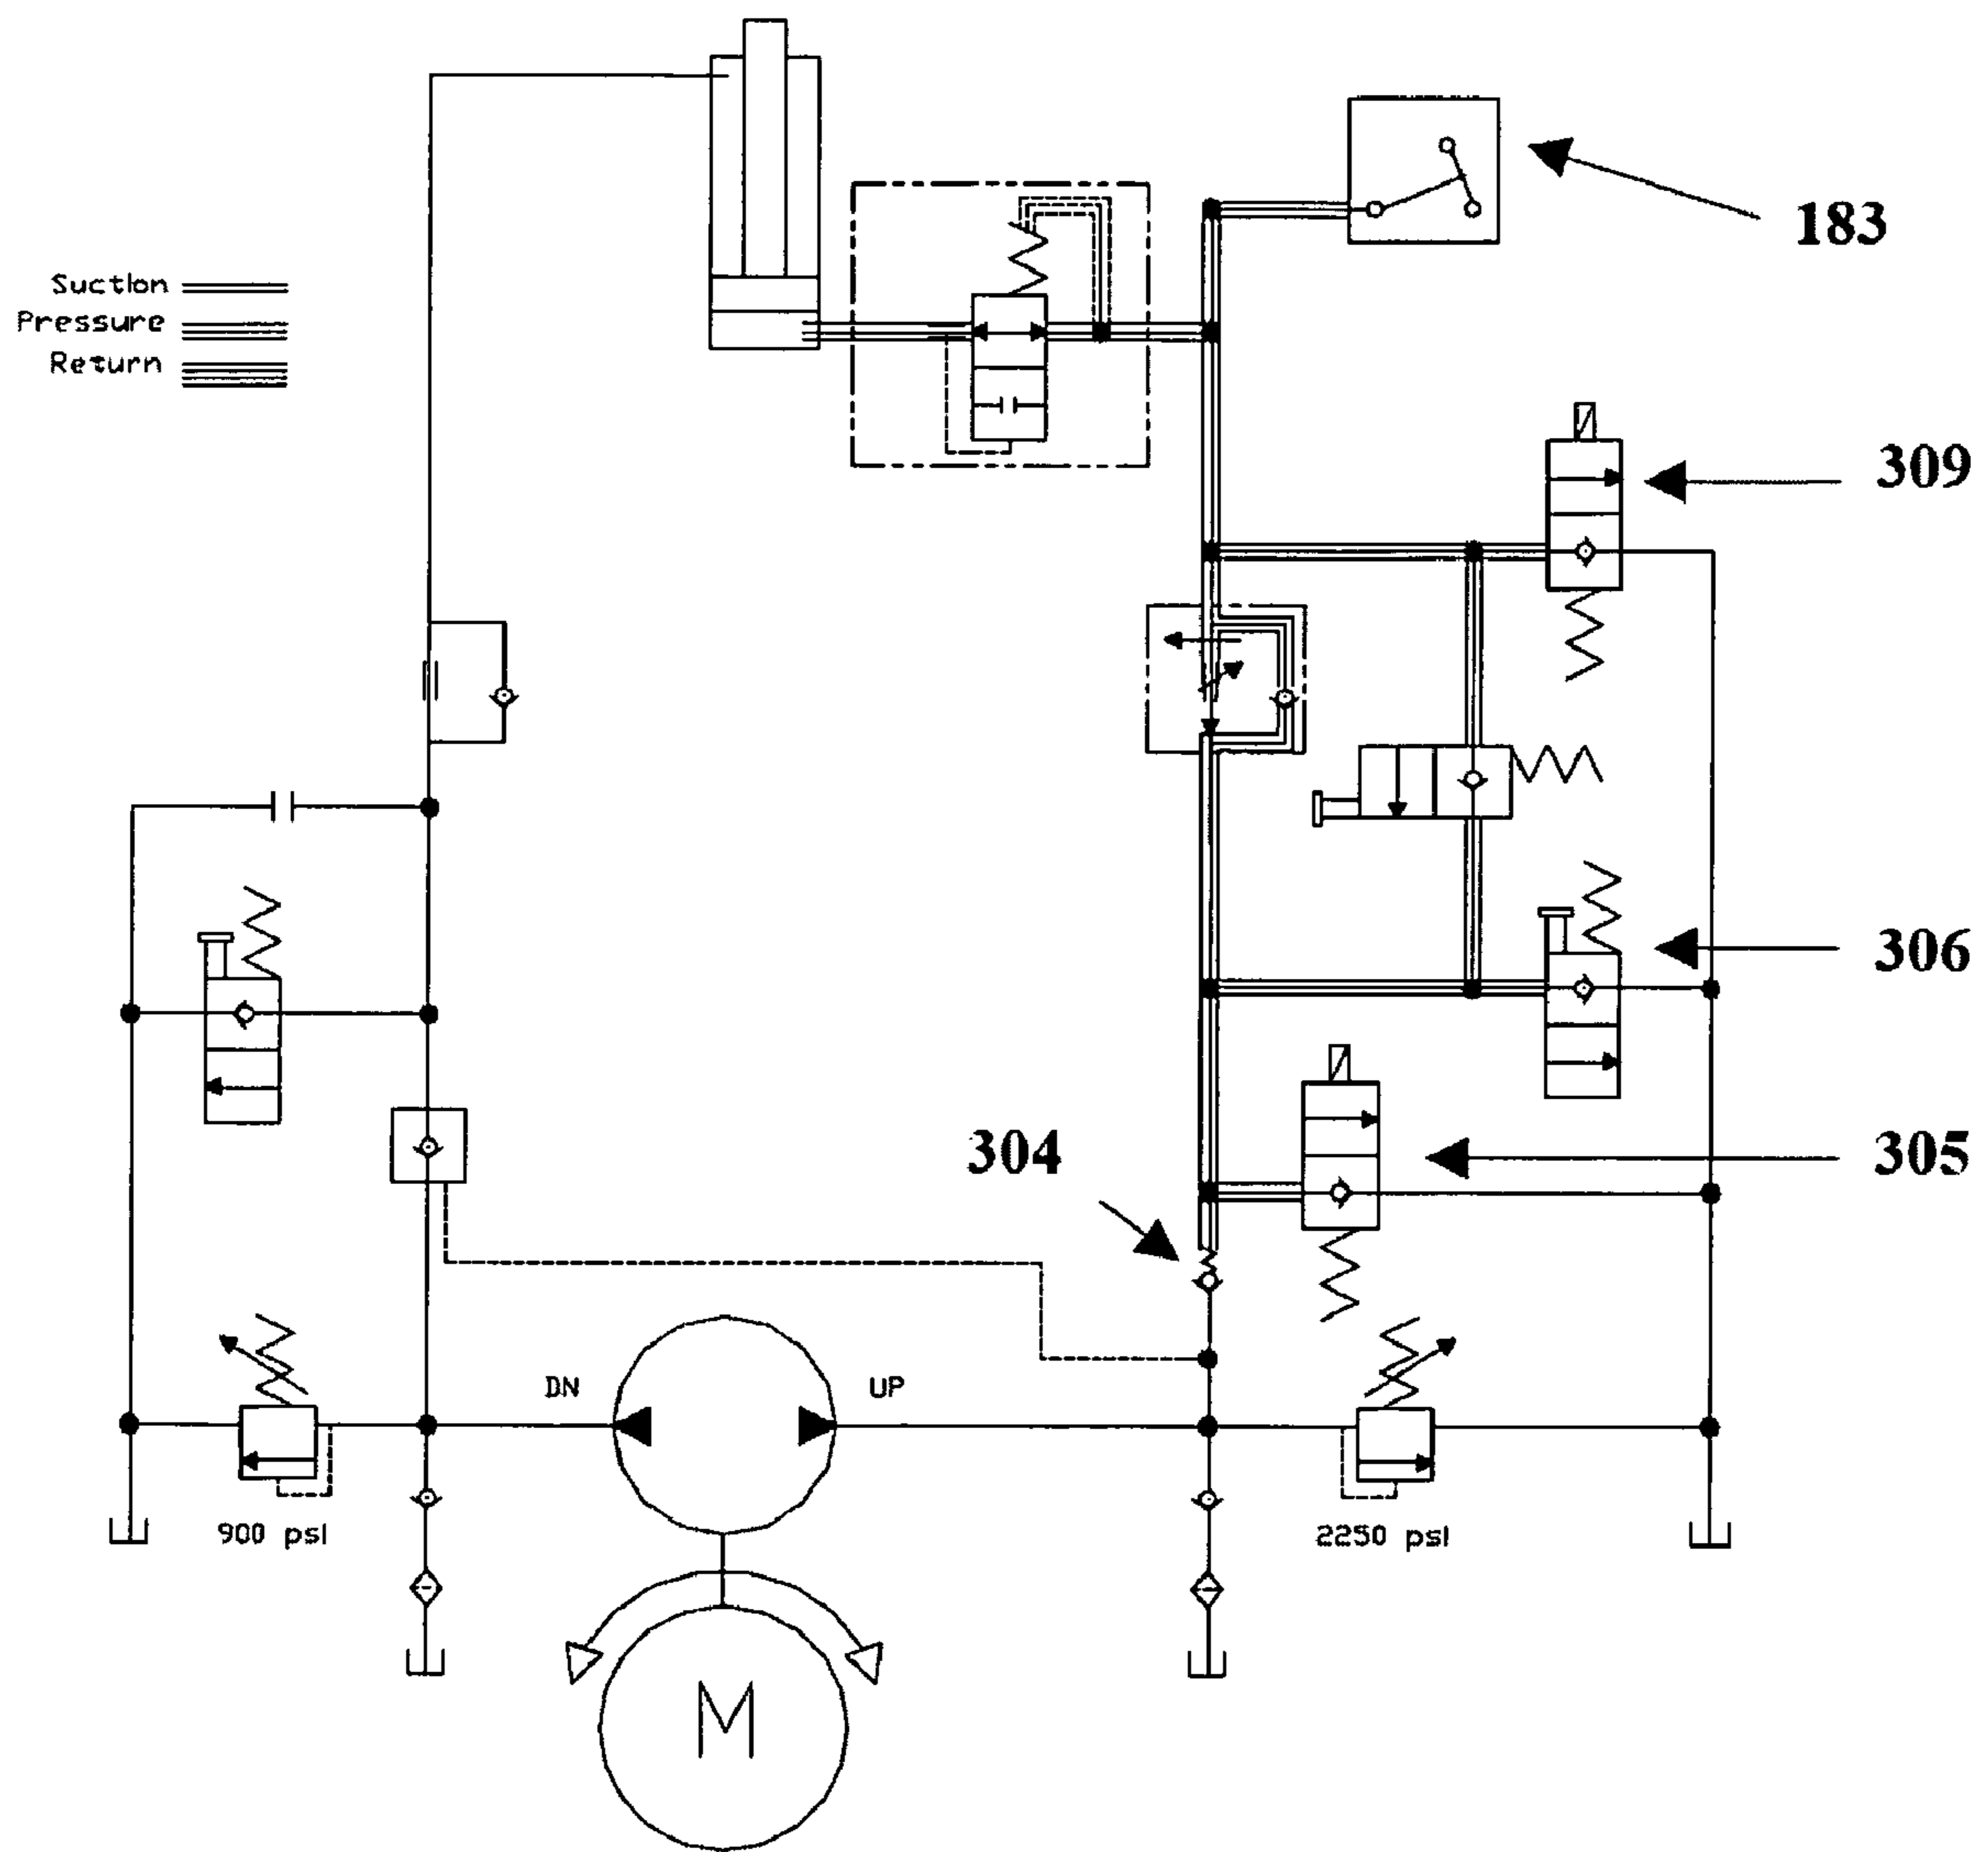 183
Suction
Pressure
Return
309
306
304
305
DN
UP
900 psi
2250 psi
M